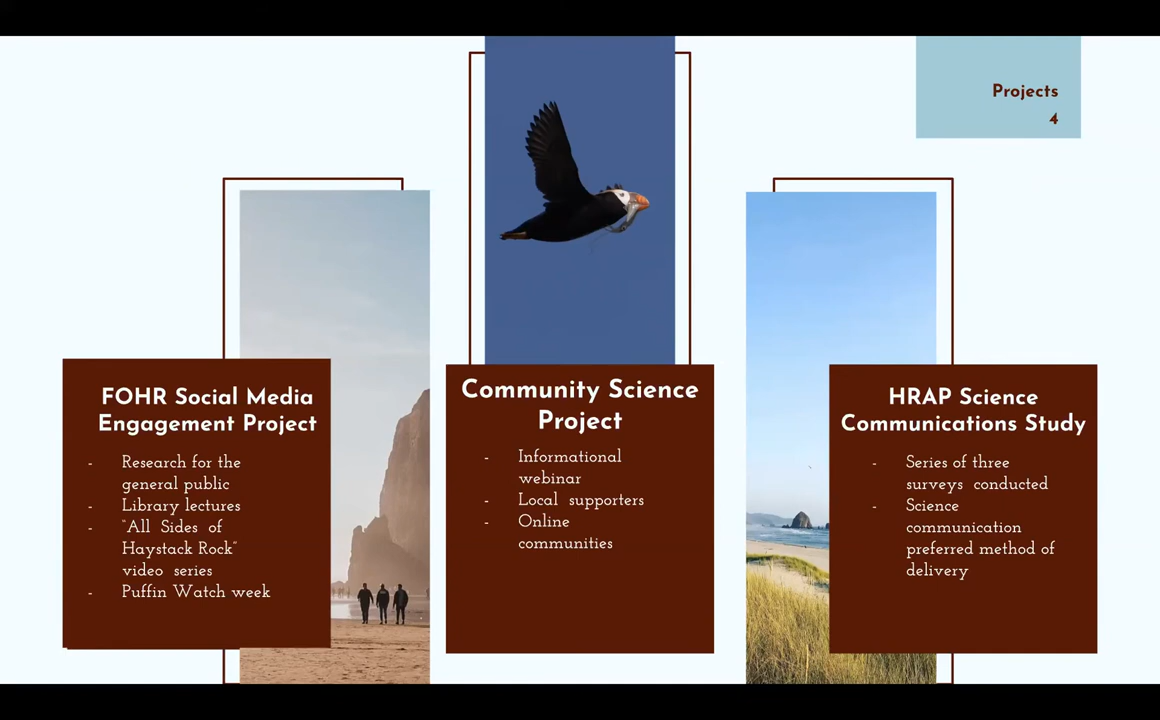 Projects
4
FOHR Social Media
Engagement Project
- Research for the
general public
- Library lectures
- "All Sides of
Haystack Rock"
video series
- Puffin Watch week
Community Science
Project
- Informational
webinar
- Local supporters
- Online
communities
HRAP Science
Communications Study
- Series of three
surveys conducted
- Science
communication
preferred method of
delivery